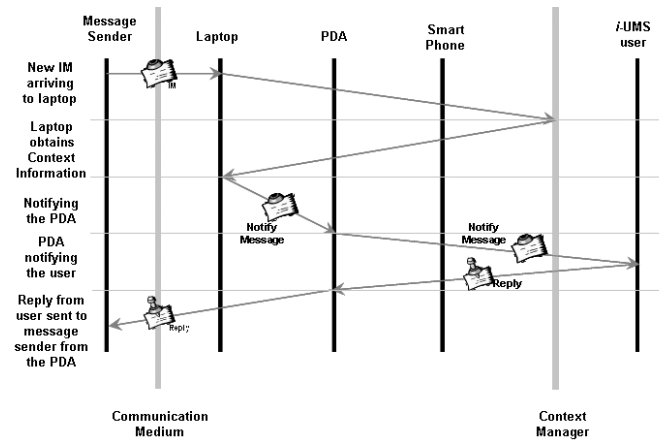 Message
Sender
Laptop
PDA
Smart
Phone
i-UMS
user
New IM
arriving
to laptop
IM
Laptop
obtains
Context
Information
Notifying
the PDA
Notify
Message
Notify
Message
PDA
notifying
the user
Reply
Reply from
user sent to
message
sender from
the PDA
Reply
Communication
Medium
Context
Manager